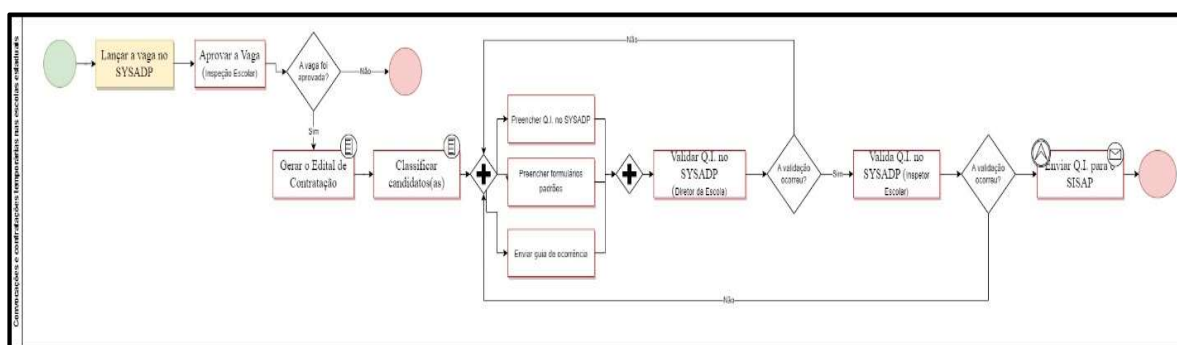 Convocações e contratações temporárias nas escolas estaduais
Lançar a vaga no
SYSADP
Aprovar a Vaga
(Inspeção Escolar)
A vaga foi
aprovada?
Não
Sim
Gerar o Edital de
Contratação
Classificar
candidatos(as)
Preencher Q.I. no SYSADP
Preencher formulários
padrões
Enviar guia de ocorrência
Validar Q.I. no
SYSADP
(Diretor da Escola)
A validação
ocorreu?
Não
Sim
Valida Q.I. no
SYSADP (Inspetor
Escolar)
A validação
ocorreu?
Não
Enviar Q.I. para o
SISAP